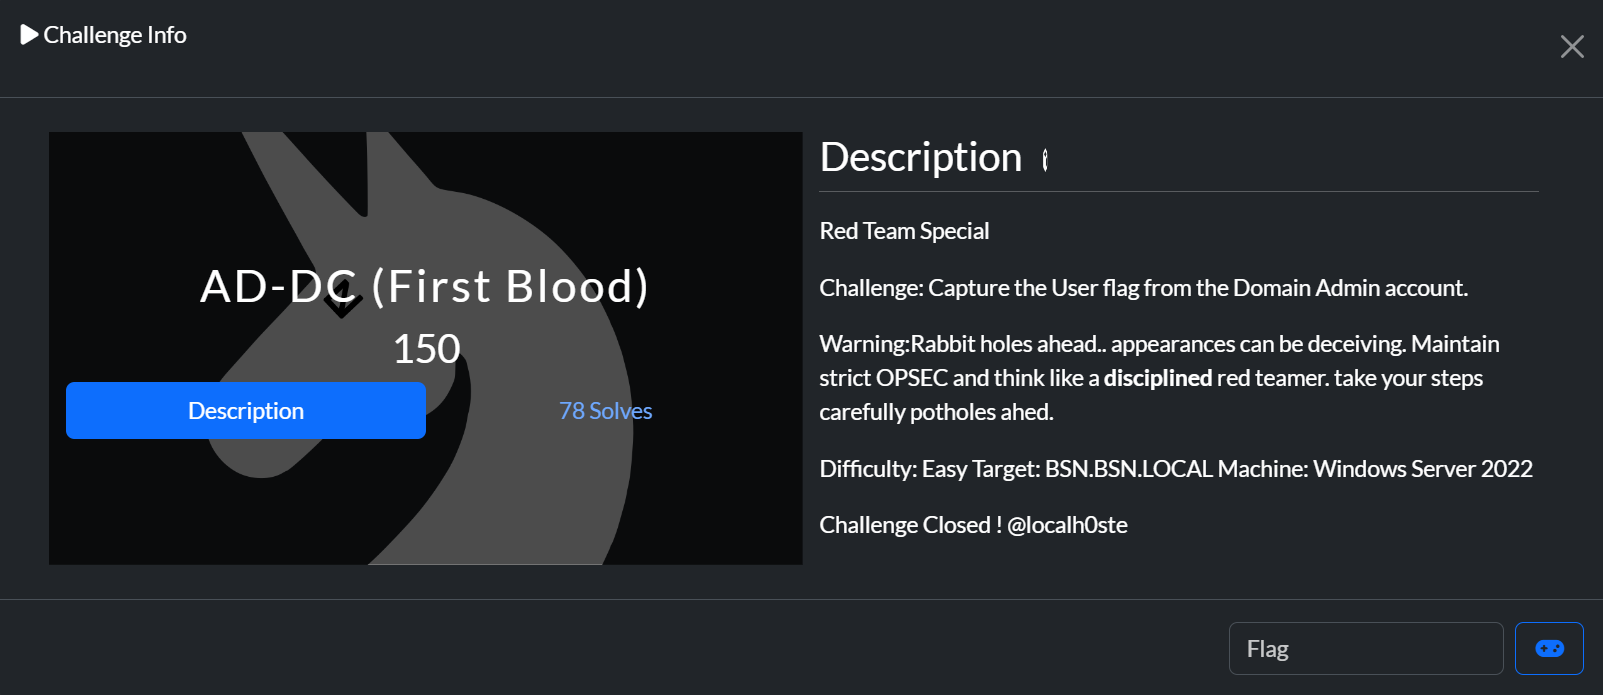 Challenge Info
AD-DC (First Blood)
150
Description
78 Solves
Description
Red Team Special
Challenge: Capture the User flag from the Domain Admin account.
Warning:Rabbit holes ahead.. appearances can be deceiving. Maintain
strict OPSEC and think like a disciplined red teamer. take your steps
carefully potholes ahed.
Difficulty: Easy Target: BSN.BSN.LOCAL Machine: Windows Server 2022
Challenge Closed ! @localh0ste
Flag